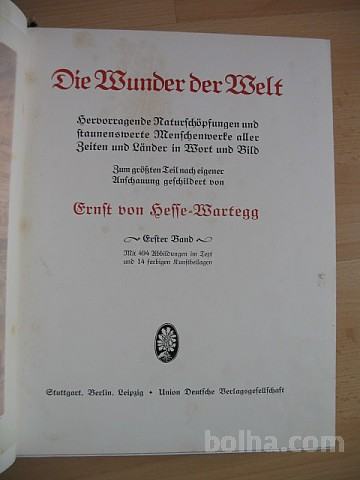 Die Wunder der Welt
Hervorragende Naturschöpfungen und
staunenswerte Menschenwerke aller
Zeiten und Länder in Wort und Bild
Zum größten Teil nach eigener
Anschauung geschildert von
Ernst von Hesse-Wartegg
Erster Band
Mit 404 Abbildungen im Text
und 14 farbigen Kunstbeilagen
Stuttgart. Berlin. Leipzig • Union Deutsche Verlagsgesellschaft
bolha.com